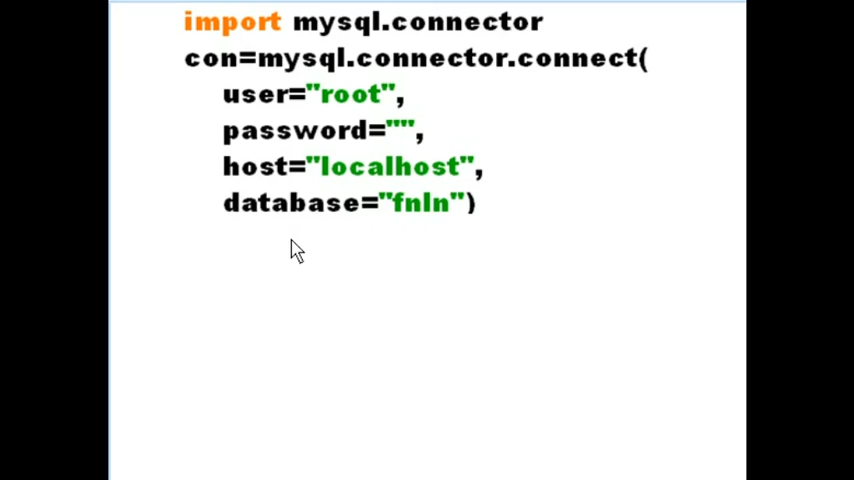 import mysql.connector
con=mysql.connector.connect(
user="root",
password="",
host="localhost",
database="fnln")